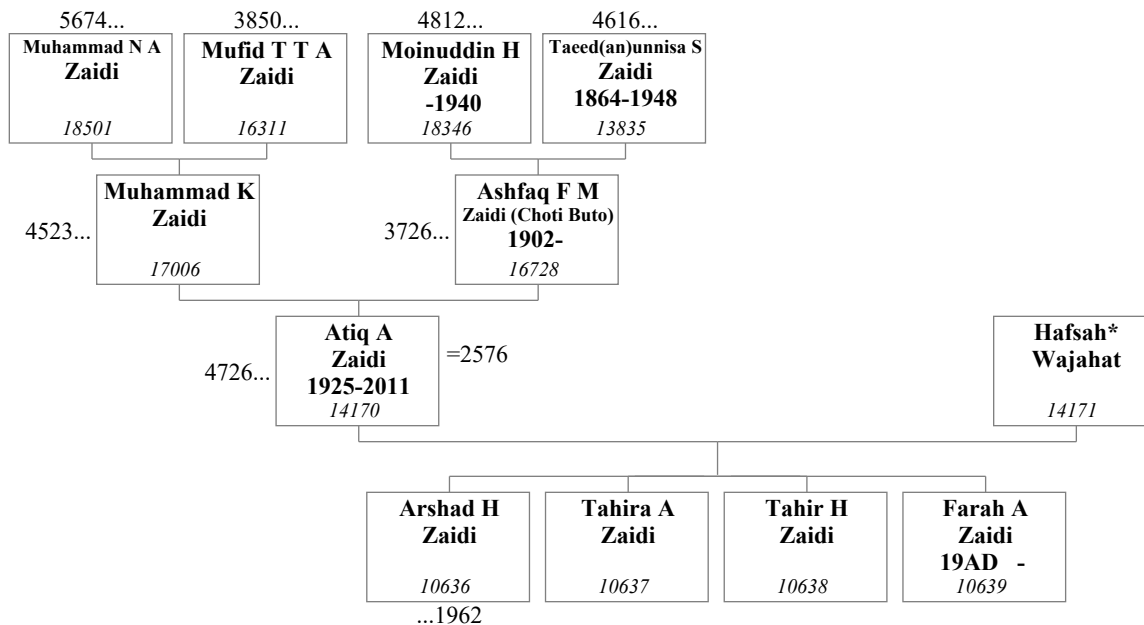 5674...
3850...
4812...
4616...
Muhammad N A
Zaidi
18501
Mufid T T A
Zaidi
16311
Moinuddin H
Zaidi
-1940
18346
Taeed(an)unnisa S
Zaidi
1864-1948
13835
4523...
Muhammad K
Zaidi
17006
3726...
Ashfaq F M
Zaidi (Choti Buto)
1902-
16728
4726...
Atiq A
Zaidi
1925-2011
14170
=2576
Hafsah*
Wajahat
14171
Arshad H
Zaidi
10636
...1962
Tahira A
Zaidi
10637
Tahir H
Zaidi
10638
Farah A
Zaidi
19AD -
10639